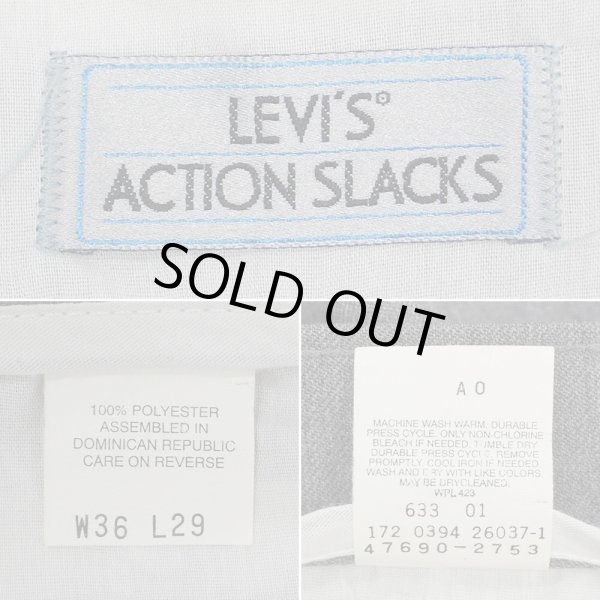 LEVI'S®
ACTION SLACKS
SOLD OUT
100% POLYESTER
ASSEMBLED IN
DOMINICAN REPUBLIC
CARE ON REVERSE
W36 L29
A O
MACHINE WASH WARM, DURABLE
PRESS CYCLE. ONLY NON-CHLORINE
BLEACH IF NEEDED. TUMBLE DRY
DURABLE PRESS CYCLE. REMOVE
PROMPTLY. COOL IRON IF NEEDED.
WASH AND DRY WITH LIKE COLORS.
MAY BE DRYCLEANED.
WPL 423
633 01
172 0394 26037-1
47690-2753